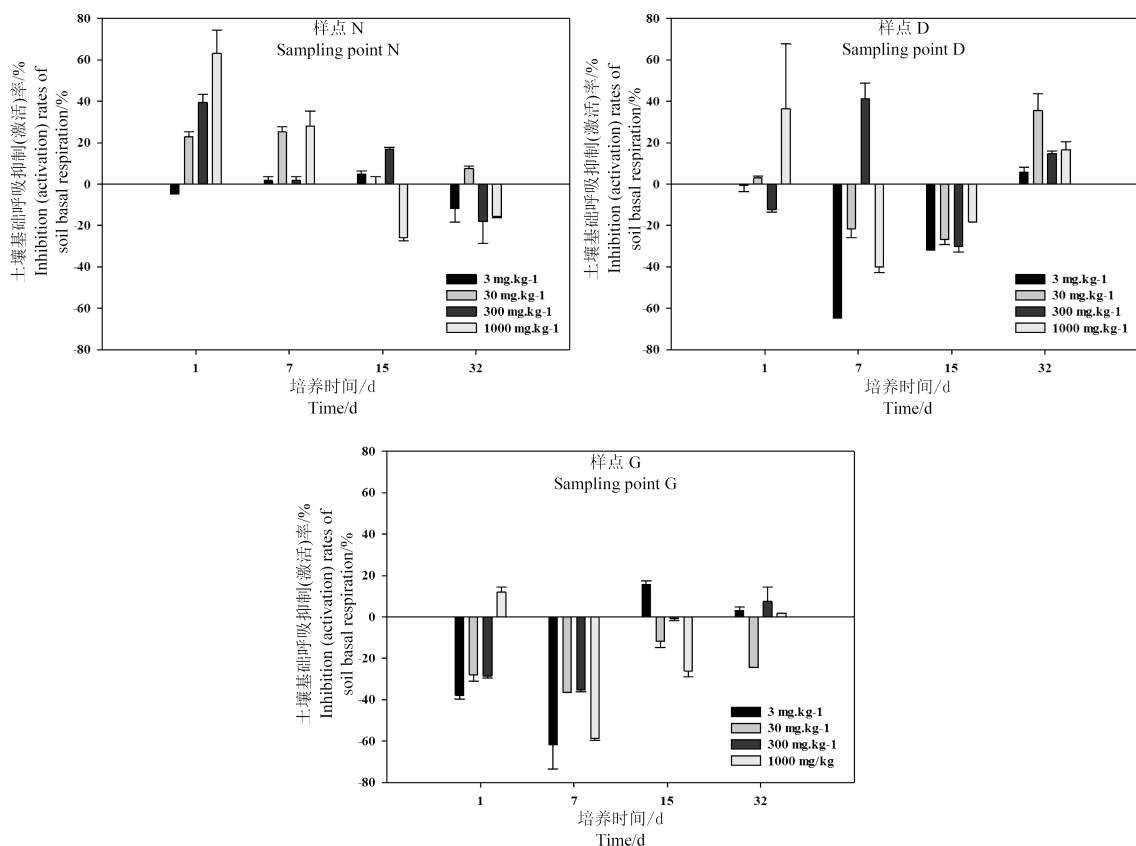 样点 N
Sampling point N
土壤基础呼吸抑制(激活)率/%
Inhibition (activation) rates of
soil basal respiration/%
80
60
40
20
0
-20
-40
-60
-80
3 mg.kg-1
30 mg.kg-1
300 mg.kg-1
1000 mg.kg-1
1
7
15
32
培养时间/d
Time/d
样点 D
Sampling point D
土壤基础呼吸抑制(激活)率/%
Inhibition (activation) rates of
soil basal respiration/%
80
60
40
20
0
-20
-40
-60
-80
3 mg.kg-1
30 mg.kg-1
300 mg.kg-1
1000 mg.kg-1
1
7
15
32
培养时间/d
Time/d
样点 G
Sampling point G
土壤基础呼吸抑制(激活)率/%
Inhibition (activation) rates of
soil basal respiration/%
80
60
40
20
0
-20
-40
-60
-80
3 mg.kg-1
30 mg.kg-1
300 mg.kg-1
1000 mg/kg
1
7
15
32
培养时间/d
Time/d